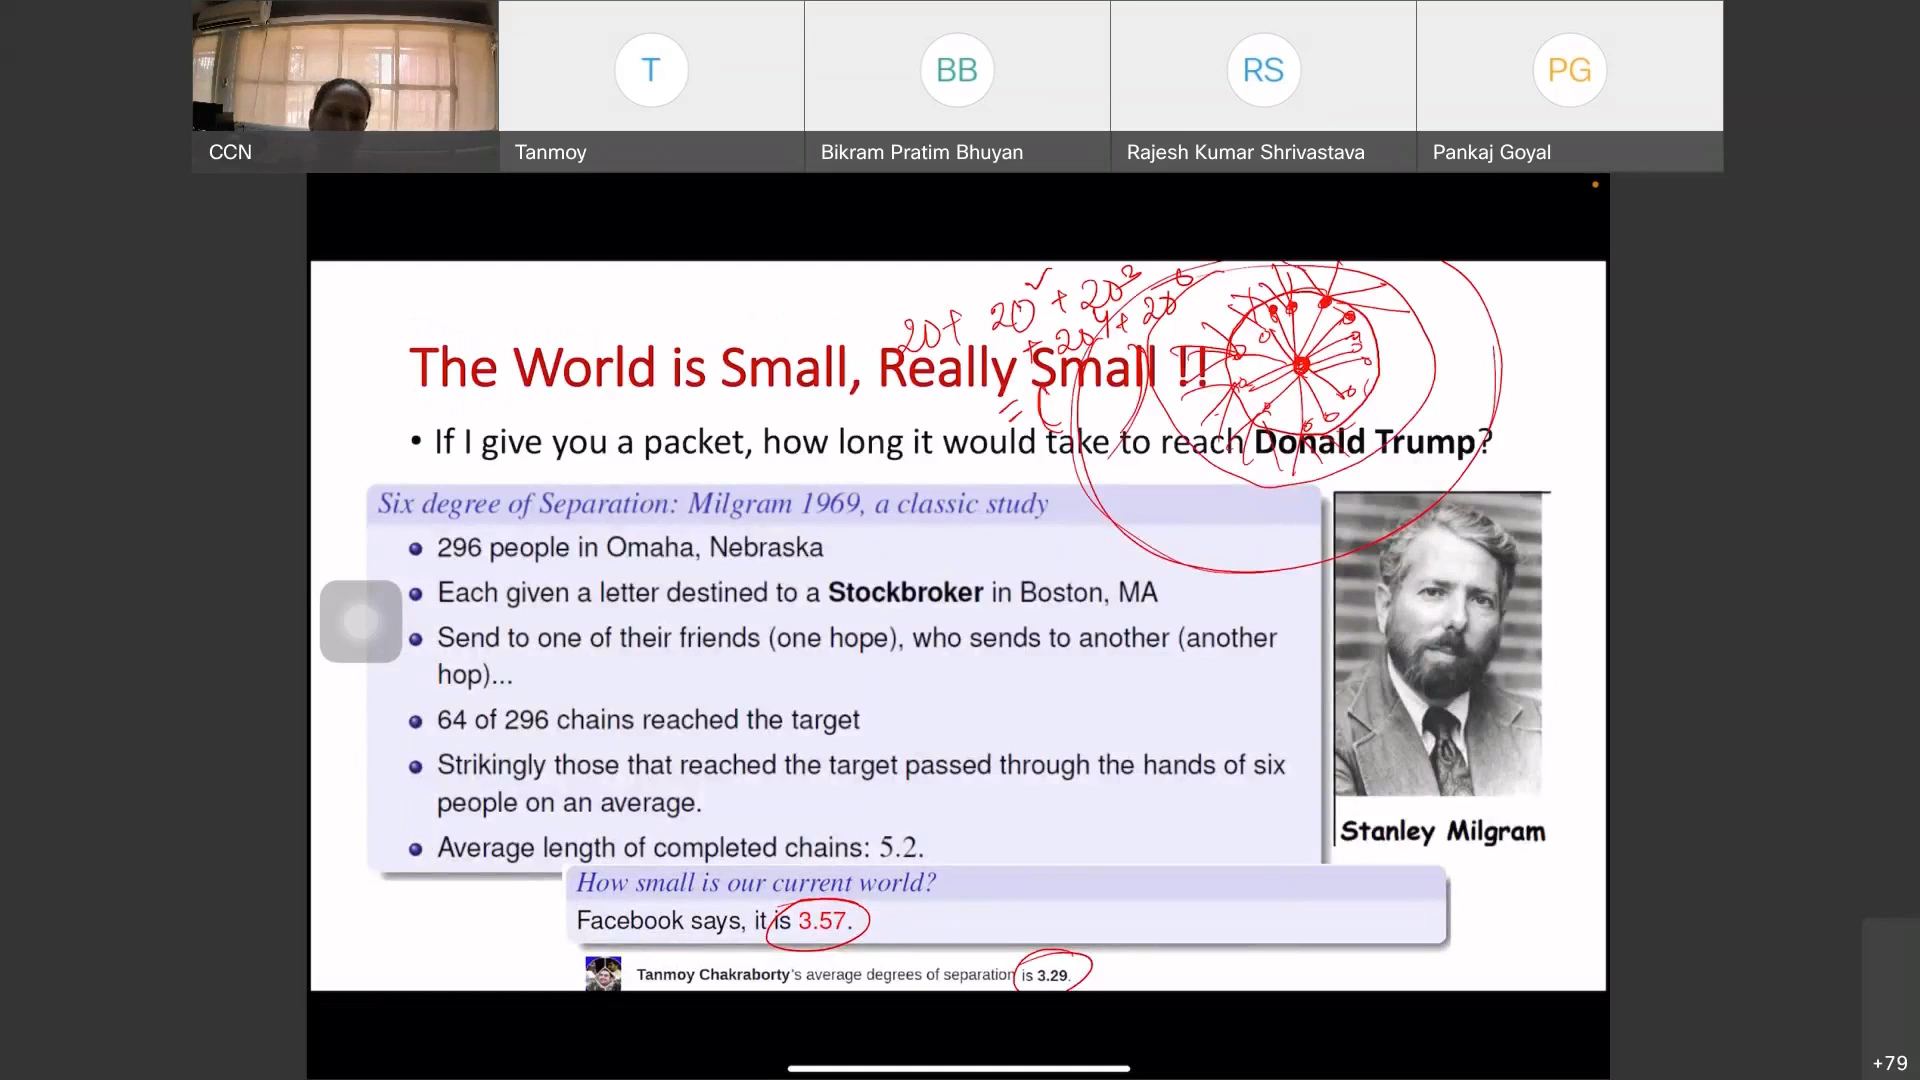 T
BB
RS
PG
CCN
Tanmoy
Bikram Pratim Bhuyan
Rajesh Kumar Shrivastava
Pankaj Goyal
20+ 20² + 20³
+ 20⁴ + 20⁶
The World is Small, Really Small !!
= (
• If I give you a packet, how long it would take to reach Donald Trump?
Six degree of Separation: Milgram 1969, a classic study
296 people in Omaha, Nebraska
Each given a letter destined to a Stockbroker in Boston, MA
Send to one of their friends (one hope), who sends to another (another
hop)...
64 of 296 chains reached the target
Strikingly those that reached the target passed through the hands of six
people on an average.
Average length of completed chains: 5.2.
Stanley Milgram
How small is our current world?
Facebook says, it is 3.57.
Tanmoy Chakraborty's average degrees of separation is 3.29.
+79